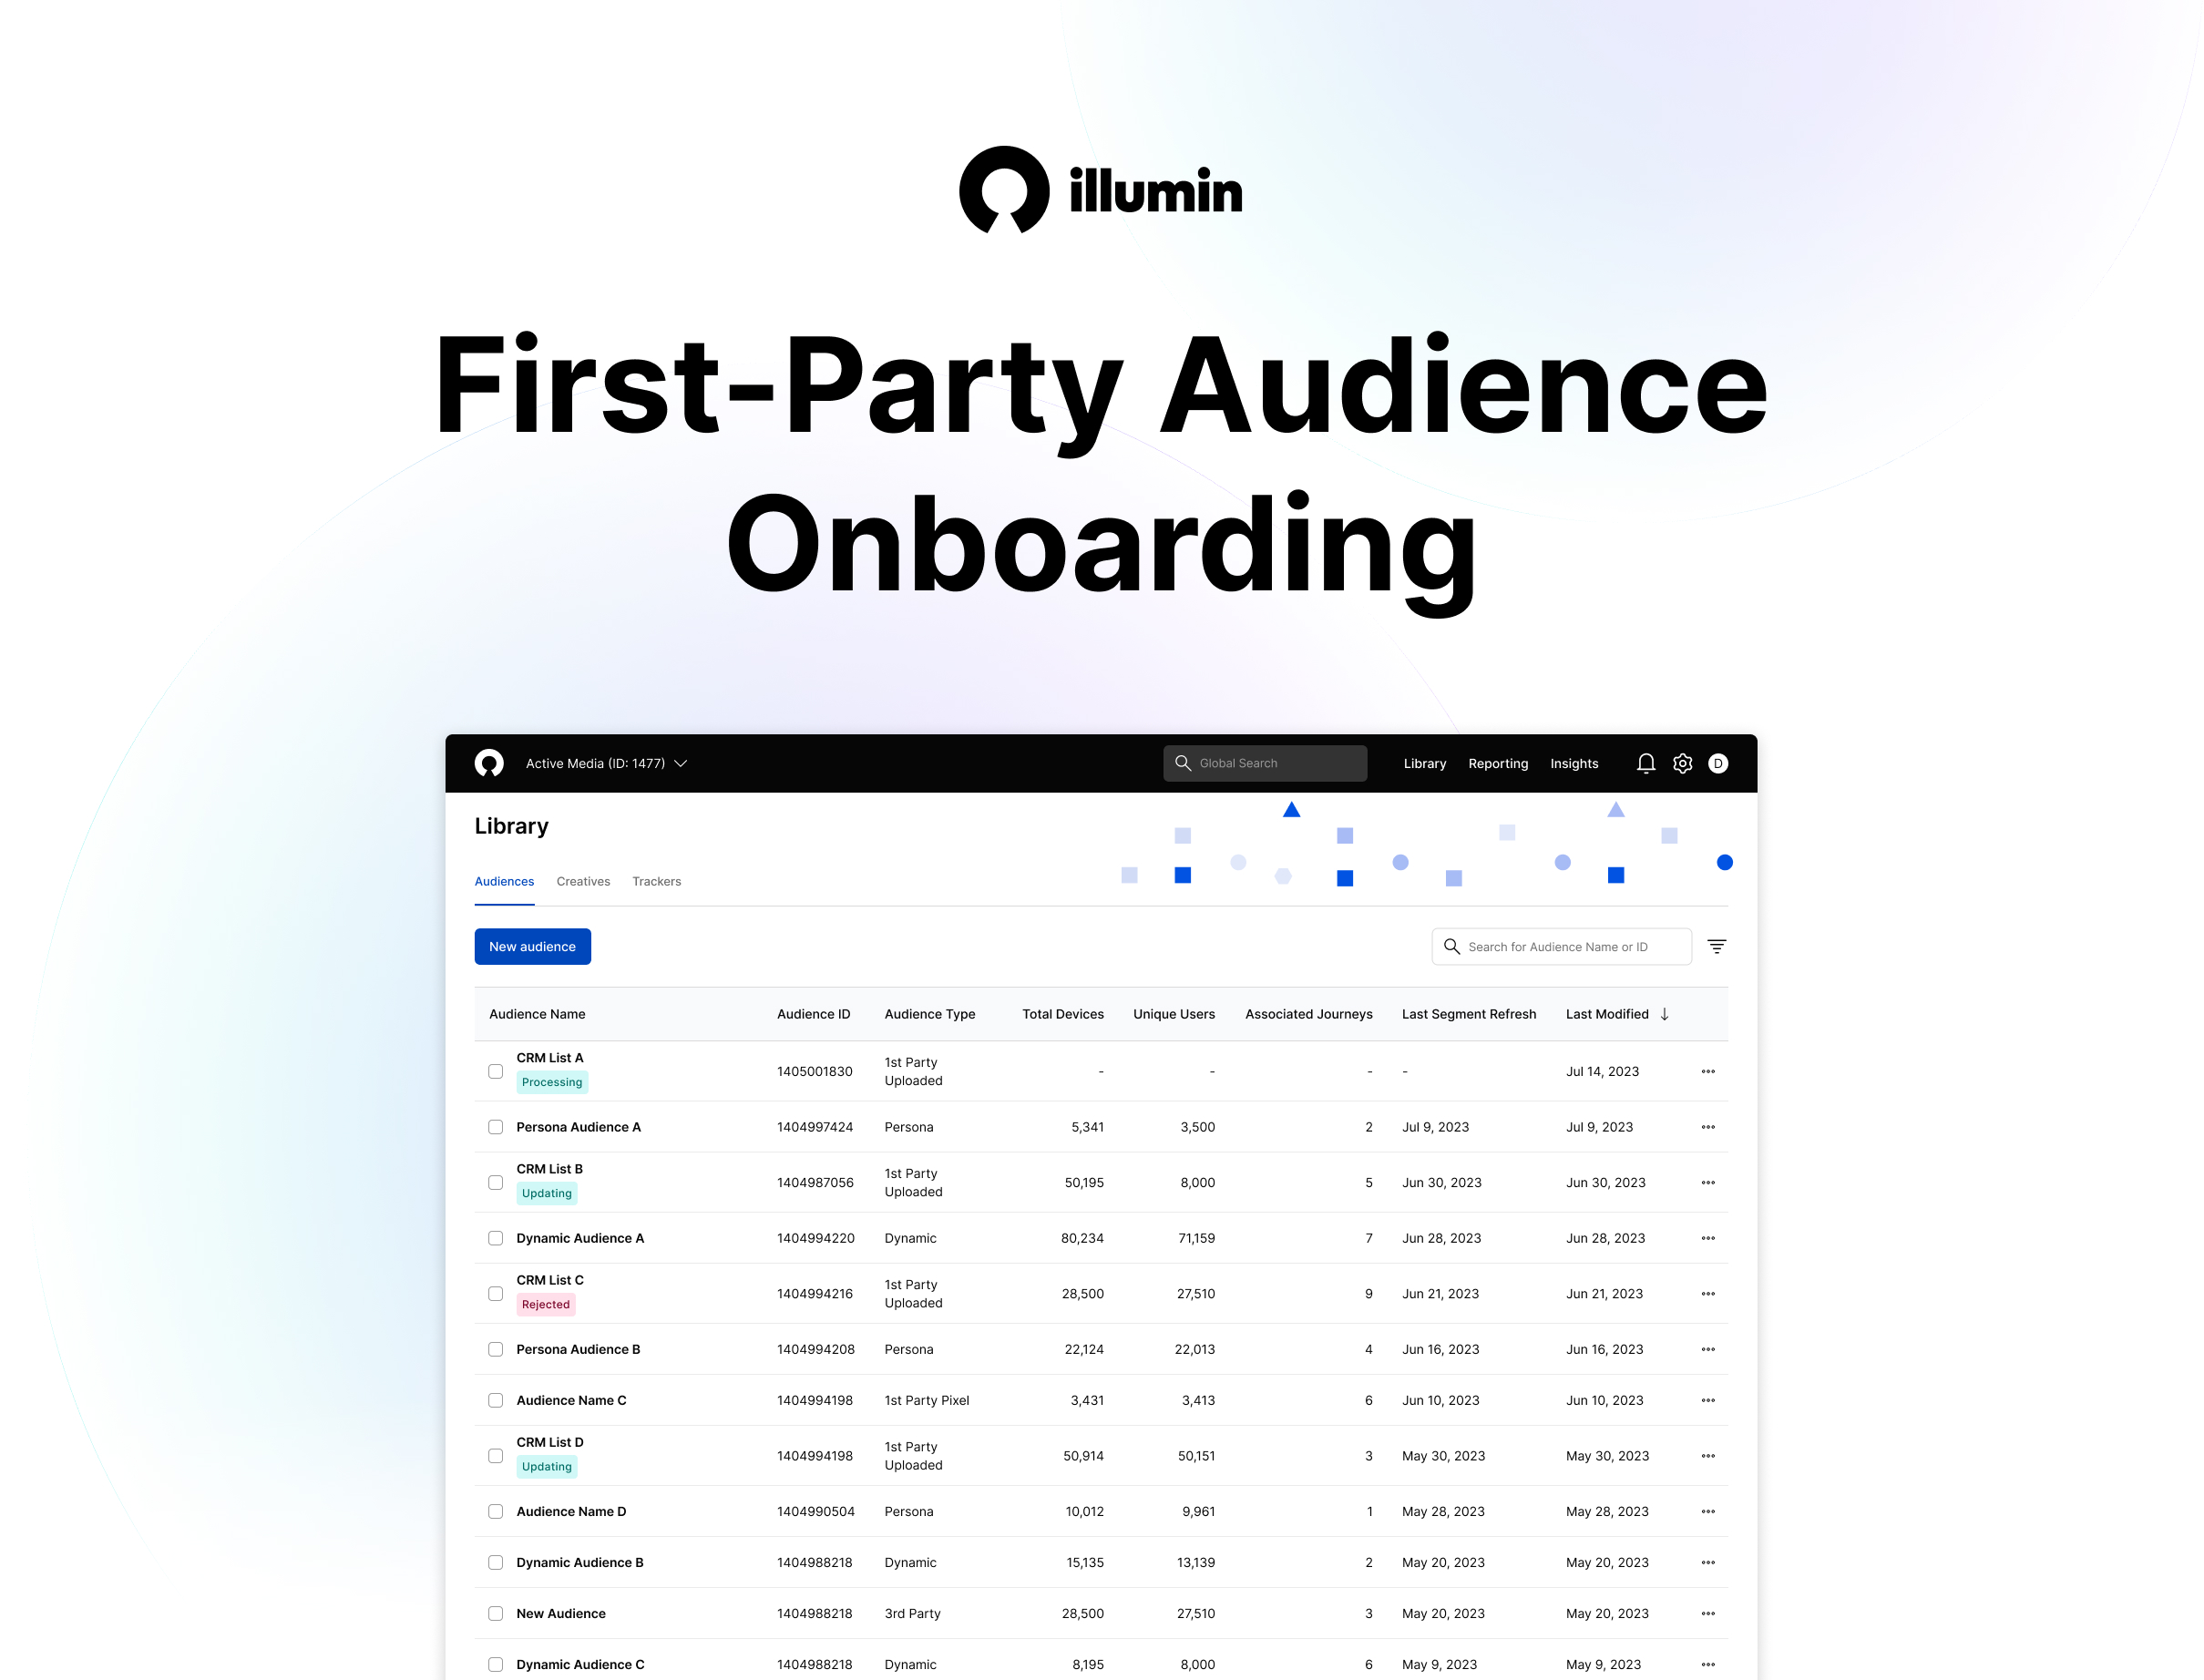 illumin
First-Party Audience
Onboarding
Active Media (ID: 1477)
Global Search
Library Reporting Insights D
Library
Audiences Creatives Trackers
New audience
Search for Audience Name or ID
Audience Name Audience ID Audience Type Total Devices Unique Users Associated Journeys Last Segment Refresh Last Modified ↓
CRM List A
Processing
1405001830 1st Party
Uploaded
- - - - Jul 14, 2023
Persona Audience A 1404997424 Persona 5,341 3,500 2 Jul 9, 2023 Jul 9, 2023
CRM List B
Updating
1404987056 1st Party
Uploaded
50,195 8,000 5 Jun 30, 2023 Jun 30, 2023
Dynamic Audience A 1404994220 Dynamic 80,234 71,159 7 Jun 28, 2023 Jun 28, 2023
CRM List C
Rejected
1404994216 1st Party
Uploaded
28,500 27,510 9 Jun 21, 2023 Jun 21, 2023
Persona Audience B 1404994208 Persona 22,124 22,013 4 Jun 16, 2023 Jun 16, 2023
Audience Name C 1404994198 1st Party Pixel 3,431 3,413 6 Jun 10, 2023 Jun 10, 2023
CRM List D
Updating
1404994198 1st Party
Uploaded
50,914 50,151 3 May 30, 2023 May 30, 2023
Audience Name D 1404990504 Persona 10,012 9,961 1 May 28, 2023 May 28, 2023
Dynamic Audience B 1404988218 Dynamic 15,135 13,139 2 May 20, 2023 May 20, 2023
New Audience 1404988218 3rd Party 28,500 27,510 3 May 20, 2023 May 20, 2023
Dynamic Audience C 1404988218 Dynamic 8,195 8,000 6 May 9, 2023 May 9, 2023